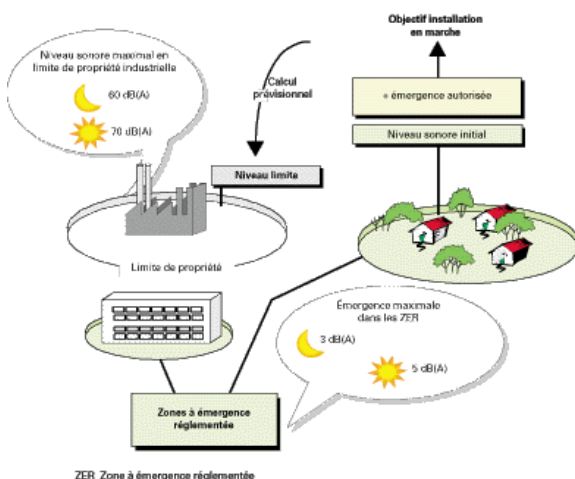 Objectif installation
en marche
Niveau sonore maximal en
limite de propriété industrielle
60 dB(A)
70 dB(A)
Calcul
prévisionnel
+ émergence autorisée
Niveau sonore initial
Niveau limite
Limite de propriété
Émergence maximale
dans les ZER
3 dB(A)
5 dB(A)
Zones à émergence
réglementée
ZER Zone à émergence réglementée